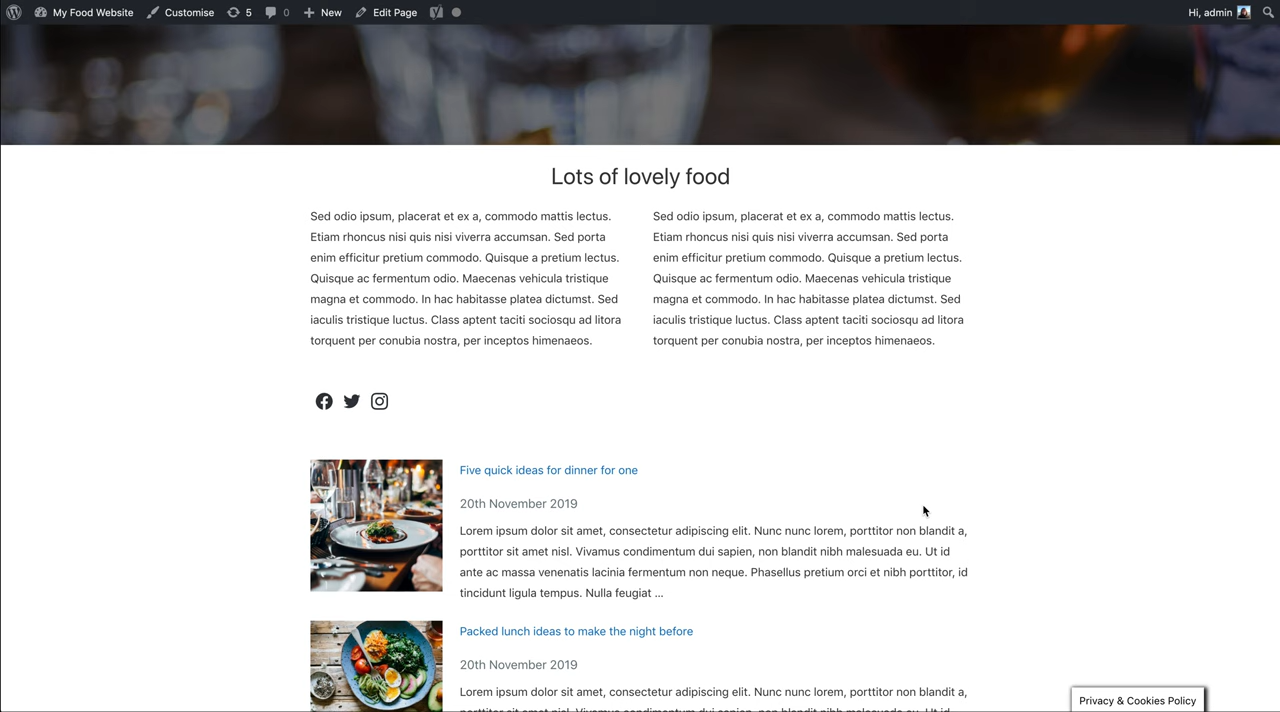 My Food Website Customise 5 0 New Edit Page Hi, admin
Lots of lovely food
Sed odio ipsum, placerat et ex a, commodo mattis lectus.
Etiam rhoncus nisi quis nisi viverra accumsan. Sed porta
enim efficitur pretium commodo. Quisque a pretium lectus.
Quisque ac fermentum odio. Maecenas vehicula tristique
magna et commodo. In hac habitasse platea dictumst. Sed
iaculis tristique luctus. Class aptent taciti sociosqu ad litora
torquent per conubia nostra, per inceptos himenaeos.
Sed odio ipsum, placerat et ex a, commodo mattis lectus.
Etiam rhoncus nisi quis nisi viverra accumsan. Sed porta
enim efficitur pretium commodo. Quisque a pretium lectus.
Quisque ac fermentum odio. Maecenas vehicula tristique
magna et commodo. In hac habitasse platea dictumst. Sed
iaculis tristique luctus. Class aptent taciti sociosqu ad litora
torquent per conubia nostra, per inceptos himenaeos.
Five quick ideas for dinner for one
20th November 2019
Lorem ipsum dolor sit amet, consectetur adipiscing elit. Nunc nunc lorem, porttitor non blandit a,
porttitor sit amet nisl. Vivamus condimentum dui sapien, non blandit nibh malesuada eu. Ut id
ante ac massa venenatis lacinia fermentum non neque. Phasellus pretium orci et nibh porttitor, id
tincidunt ligula tempus. Nulla feugiat ...
Packed lunch ideas to make the night before
20th November 2019
Lorem ipsum dolor sit amet, consectetur adipiscing elit. Nunc nunc lorem, porttitor non blandit a,
Privacy & Cookies Policy